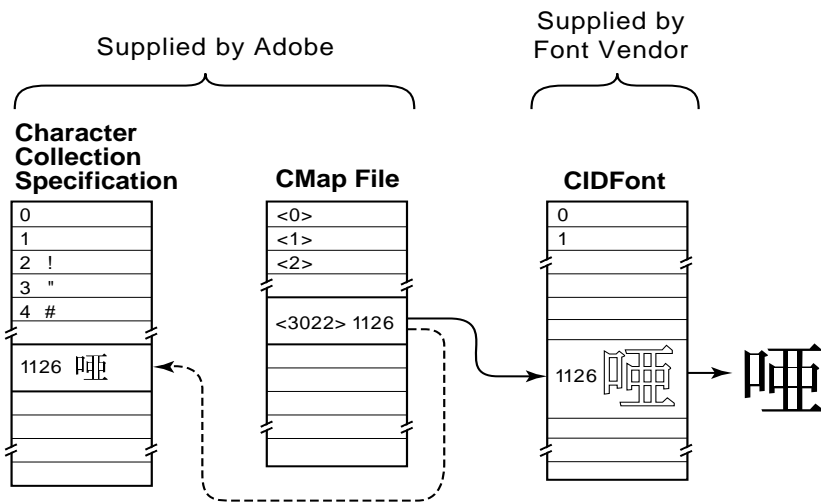 Supplied by Adobe
Supplied by
Font Vendor
Character
Collection
Specification
0
1
2 !
3 "
4 #
1126 唖
CMap File
<0>
<1>
<2>
<3022> 1126
CIDFont
0
1
1126 唖
唖